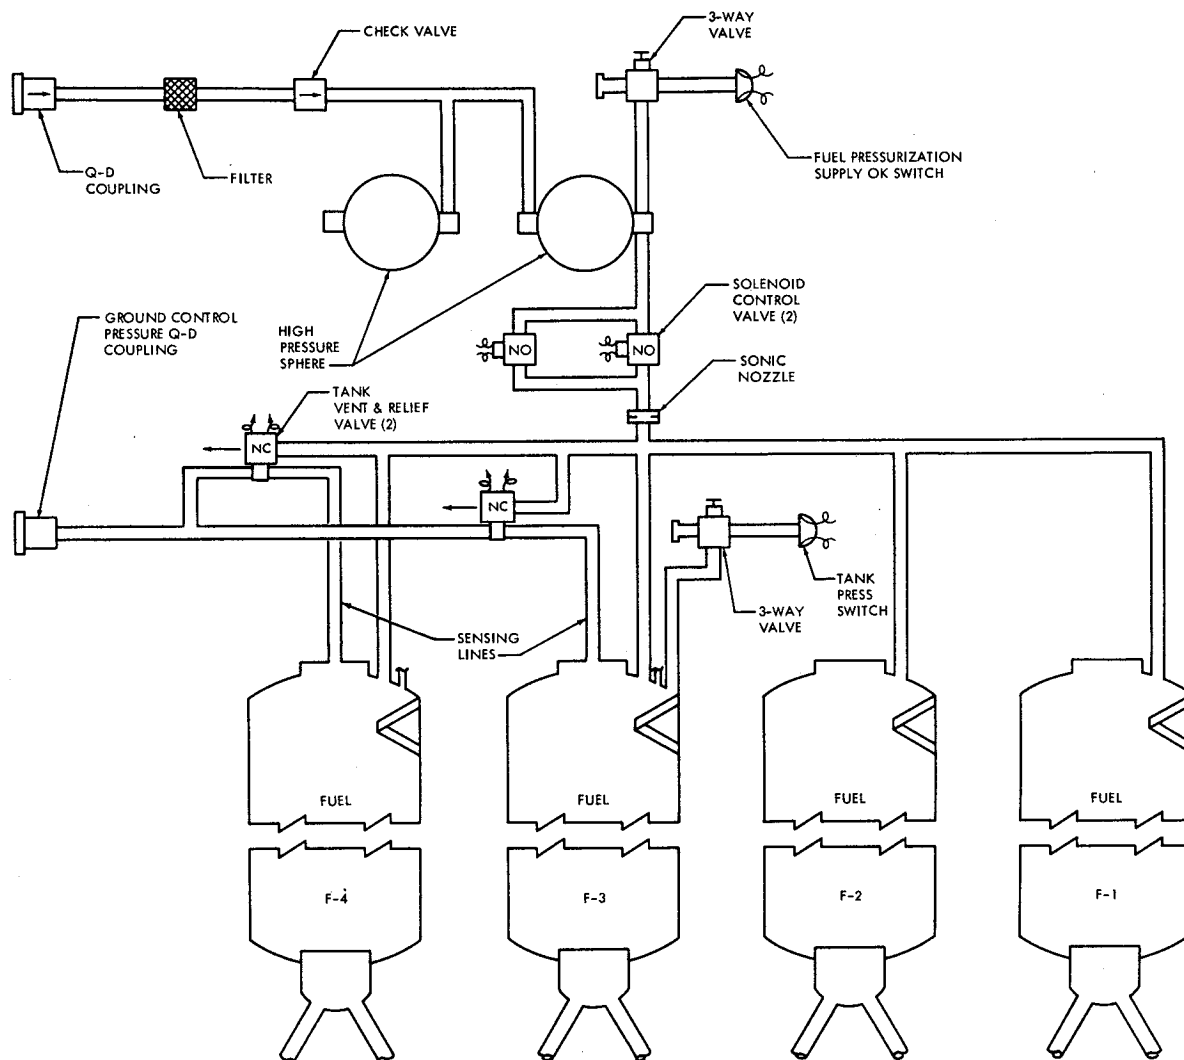 3-WAY
VALVE
CHECK VALVE
Q-D
COUPLING
FILTER
FUEL PRESSURIZATION
SUPPLY OK SWITCH
GROUND CONTROL
PRESSURE Q-D
COUPLING
HIGH
PRESSURE
SPHERE
SOLENOID
CONTROL
VALVE (2)
NO
NO
SONIC
NOZZLE
TANK
VENT & RELIEF
VALVE (2)
NC
NC
TANK
PRESS
SWITCH
3-WAY
VALVE
SENSING
LINES
FUEL
FUEL
FUEL
FUEL
F-4
F-3
F-2
F-1